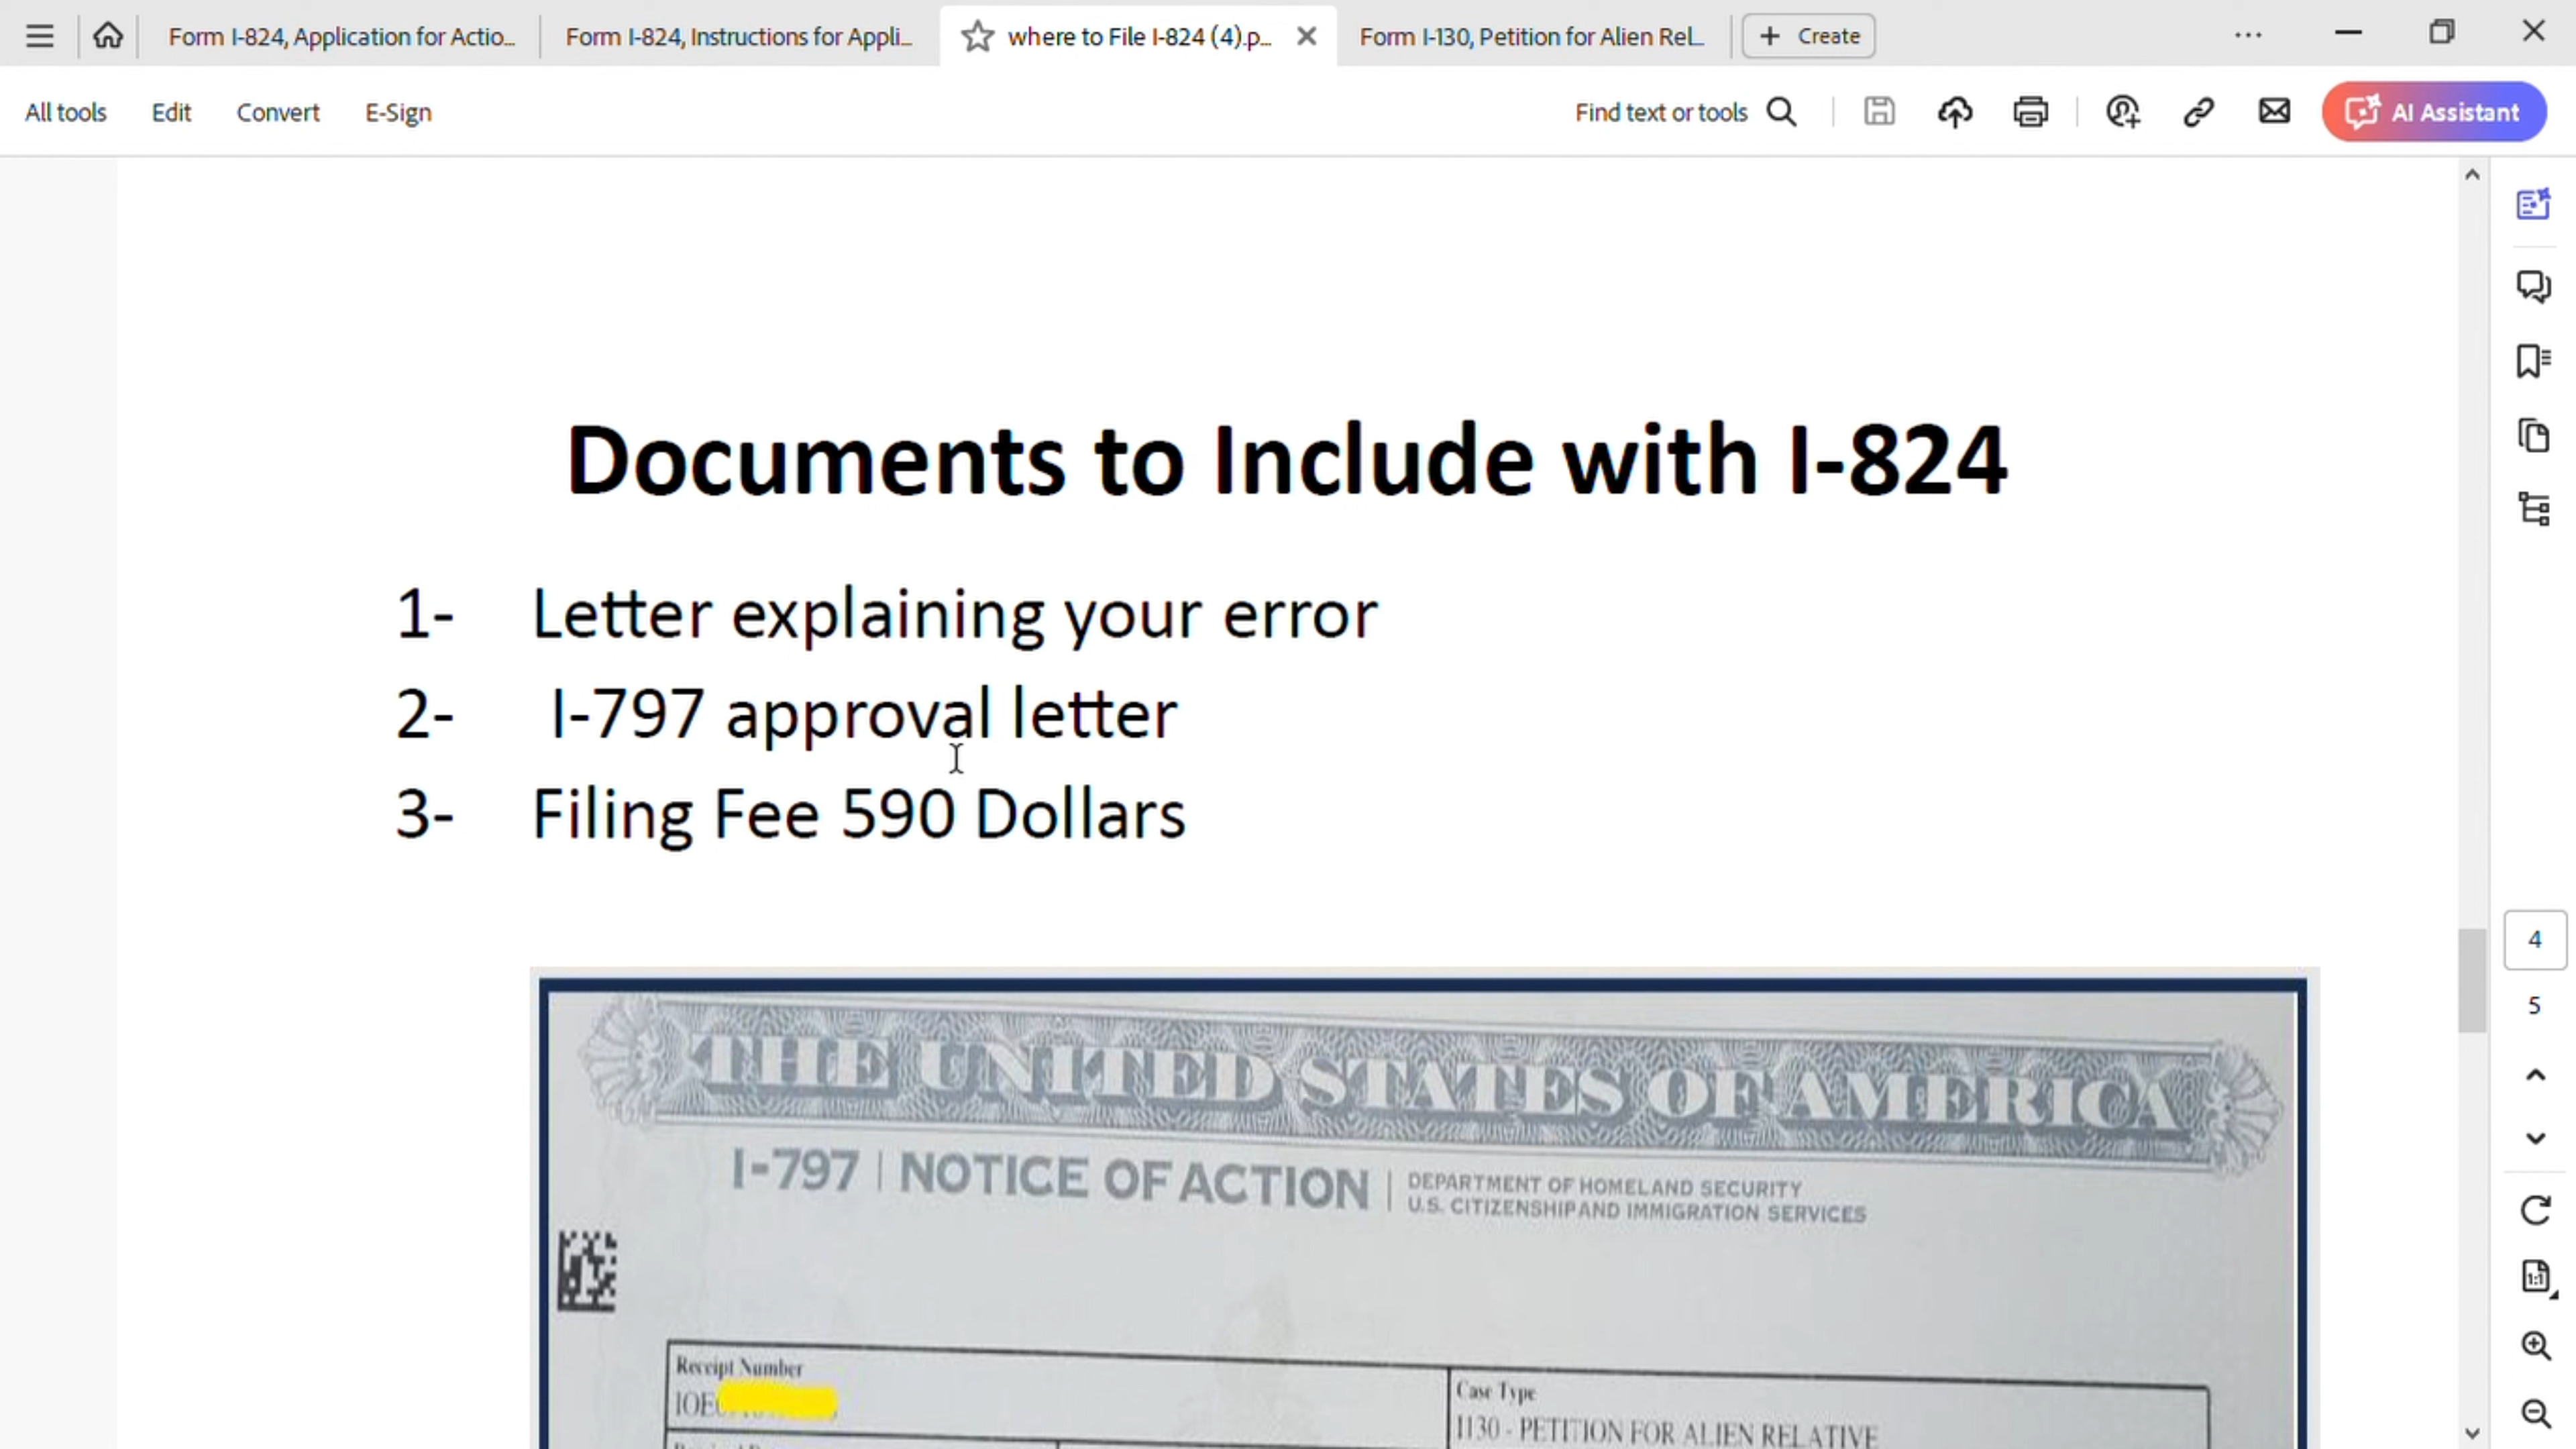 Form I-824, Application for Actio...
Form I-824, Instructions for Appli...
where to File I-824 (4).p...
Form I-130, Petition for Alien Rel...
Create
All tools
Edit
Convert
E-Sign
Find text or tools
AI Assistant
Documents to Include with I-824
1- Letter explaining your error
2- I-797 approval letter
3- Filing Fee 590 Dollars
4
5
THE UNITED STATES OF AMERICA
I-797 | NOTICE OF ACTION | DEPARTMENT OF HOMELAND SECURITY
U.S. CITIZENSHIP AND IMMIGRATION SERVICES
Receipt Number
IOE
Case Type
I130 - PETITION FOR ALIEN RELATIVE